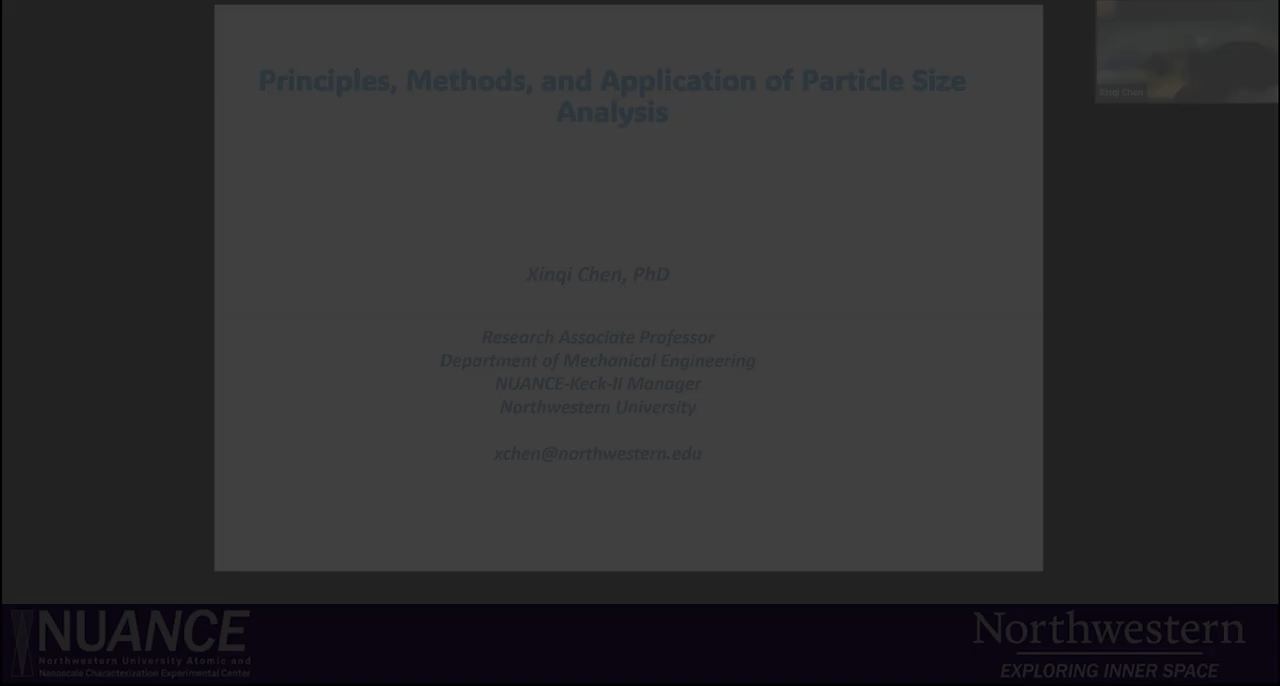 Principles, Methods, and Application of Particle Size
Analysis
Xinqi Chen
Xinqi Chen, PhD
Research Associate Professor
Department of Mechanical Engineering
NUANCE-Keck-II Manager
Northwestern University
xchen@northwestern.edu
NUANCE
Northwestern University Atomic and
Nanoscale Characterization Experimental Center
Northwestern
EXPLORING INNER SPACE